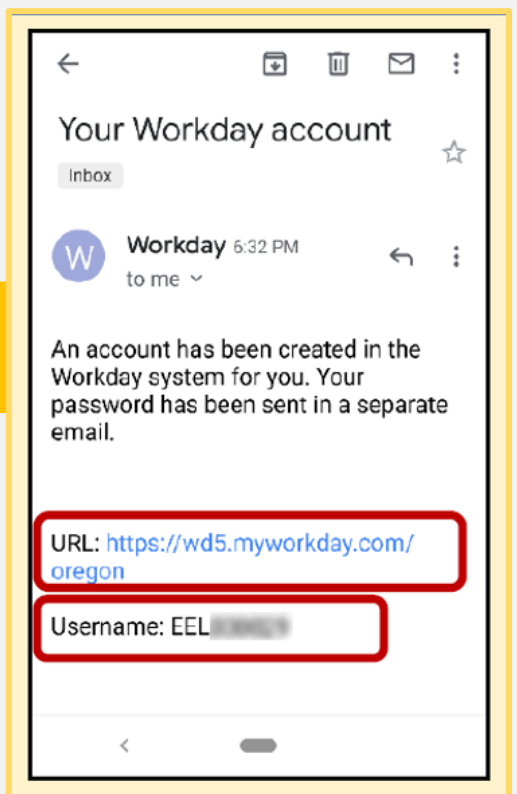 Your Workday account
Inbox
W
Workday 6:32 PM
to me
An account has been created in the
Workday system for you. Your
password has been sent in a separate
email.
URL: https://wd5.myworkday.com/
oregon
Username: EEL